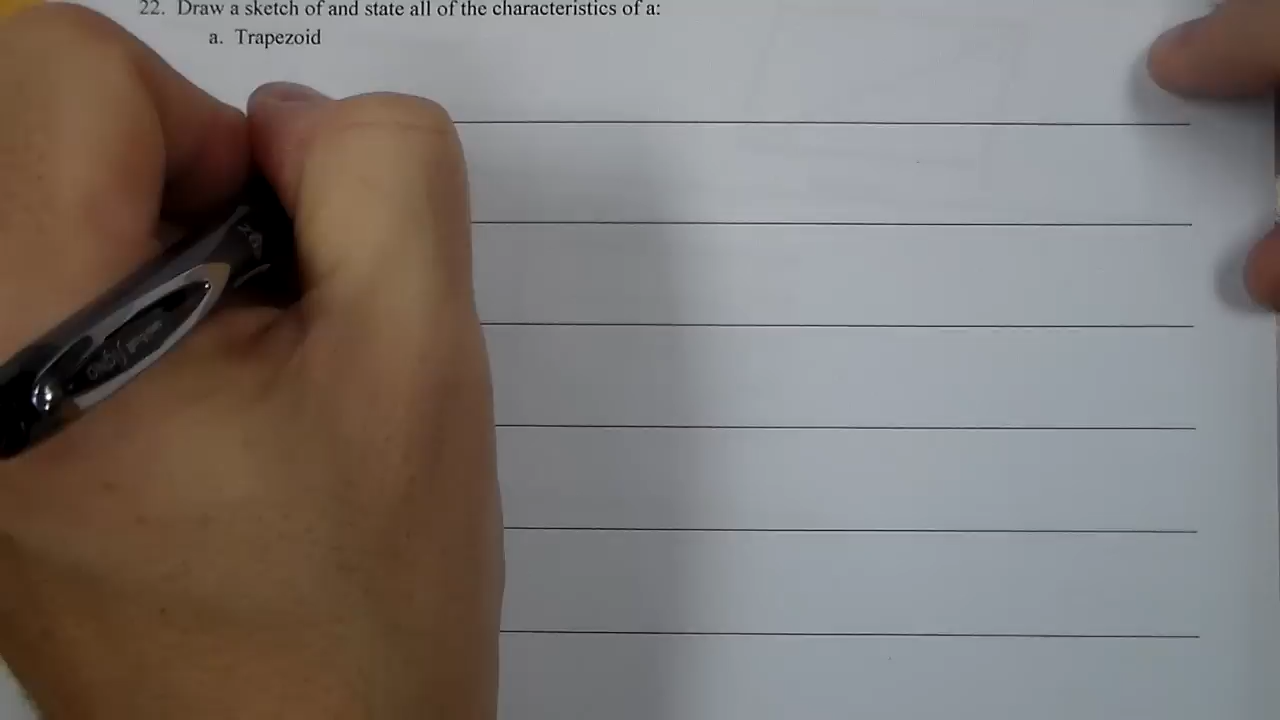 22. Draw a sketch of and state all of the characteristics of a:
a. Trapezoid